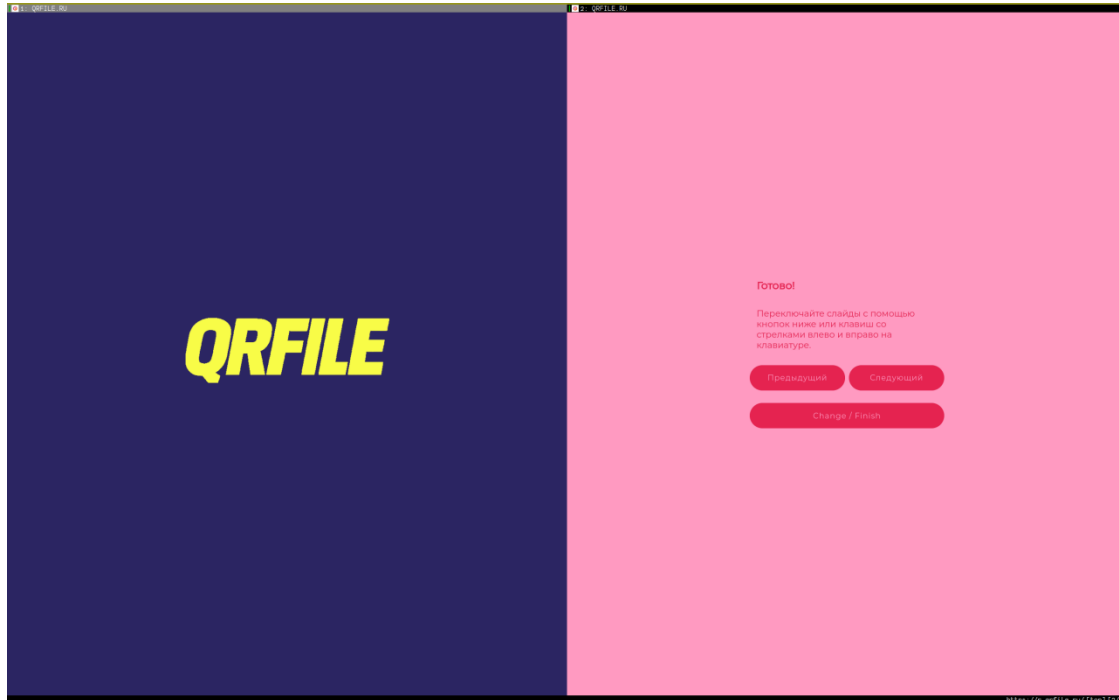 1: QRFILE.RU
2: QRFILE.RU
QRFILE
Готово!
Переключайте слайды с помощью
кнопок ниже или клавиш со
стрелками влево и вправо на
клавиатуре.
Предыдущий
Следующий
Change / Finish